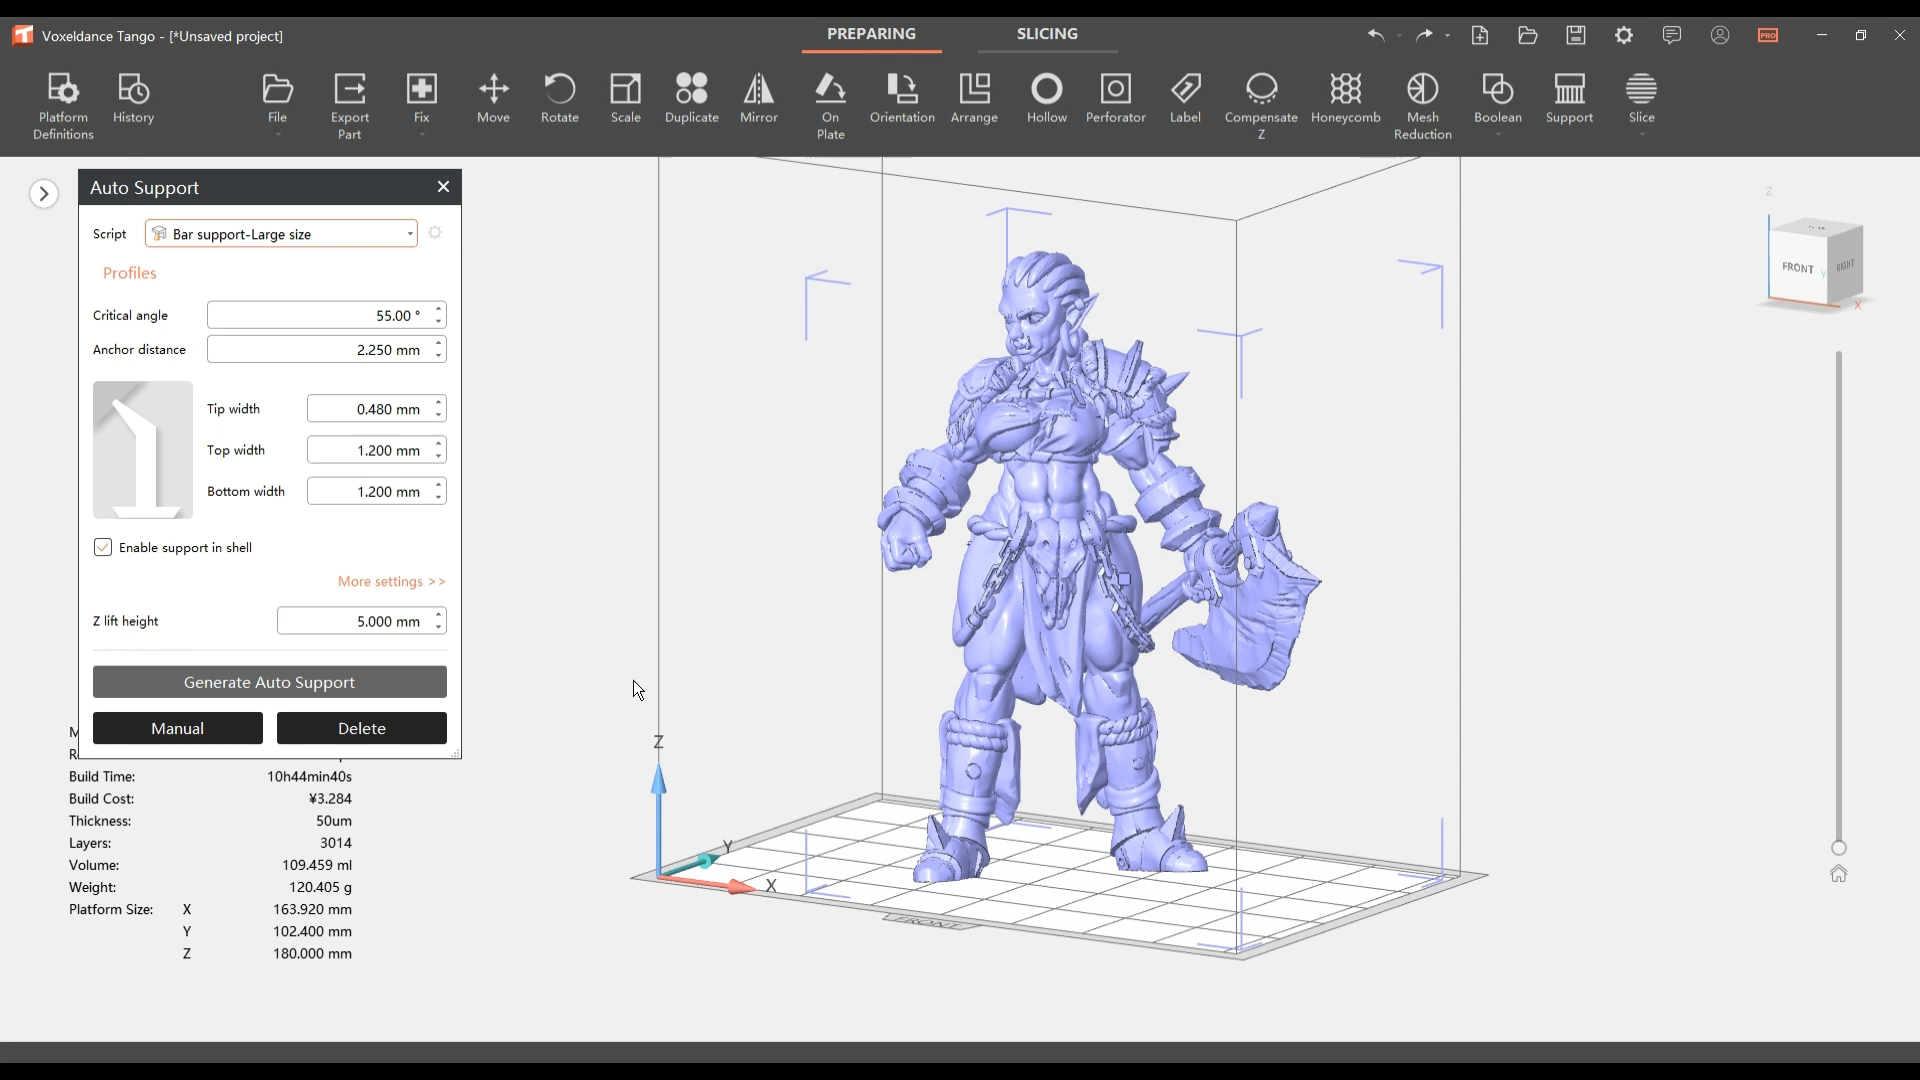 Voxeldance Tango - [*Unsaved project]
PREPARING
SLICING
PRO
Platform Definitions
History
File
Export Part
Fix
Move
Rotate
Scale
Duplicate
Mirror
On Plate
Orientation
Arrange
Hollow
Perforator
Label
Compensate Z
Honeycomb
Mesh Reduction
Boolean
Support
Slice
Auto Support
Script
Bar support-Large size
Profiles
Critical angle 55.00 °
Anchor distance 2.250 mm
Tip width 0.480 mm
Top width 1.200 mm
Bottom width 1.200 mm
Enable support in shell
More settings >>
Z lift height 5.000 mm
Generate Auto Support
Manual
Delete
Build Time: 10h44min40s
Build Cost: ¥3.284
Thickness: 50um
Layers: 3014
Volume: 109.459 ml
Weight: 120.405 g
Platform Size: X 163.920 mm
Y 102.400 mm
Z 180.000 mm
Z
Y
X
FRONT
Z
FRONT
Y
RIGHT
X